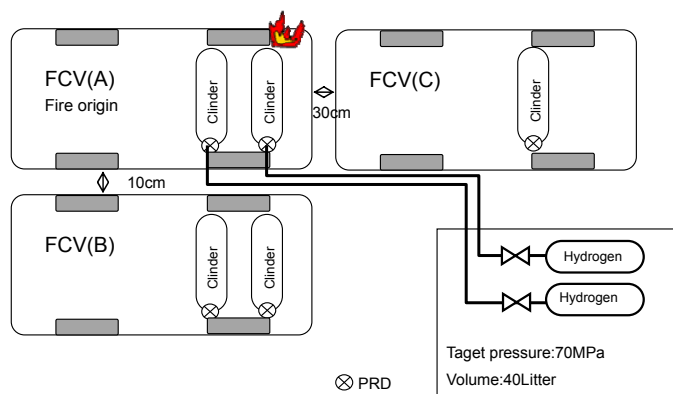 FCV(A)
Fire origin
Clinder
Clinder
30cm
FCV(C)
Clinder
10cm
FCV(B)
Clinder
Clinder
Hydrogen
Hydrogen
Taget pressure:70MPa
Volume:40Litter
PRD